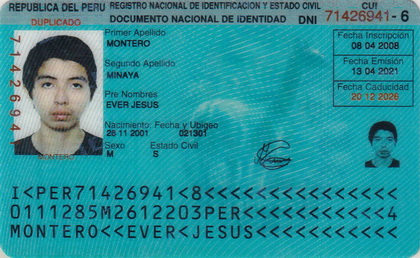 REPUBLICA DEL PERÚ REGISTRO NACIONAL DE IDENTIFICACION Y ESTADO CIVIL CUI
DUPLICADO DOCUMENTO NACIONAL DE IDENTIDAD DNI 71426941 - 6
71426941
Primer Apellido
MONTERO
Segundo Apellido
MINAYA
Pre Nombres
EVER JESUS
Nacimiento: Fecha y Ubigeo
28 11 2001 021301
Sexo Estado Civil
M S
Fecha Inscripción
08 04 2008
Fecha Emisión
13 04 2021
Fecha Caducidad
20 12 2026
MONTERO
I<PER71426941<8<<<<<<<<<<<<<<<
0111285M2612203PER<<<<<<<<<<<4
MONTERO<<EVER<JESUS<<<<<<<<<<<